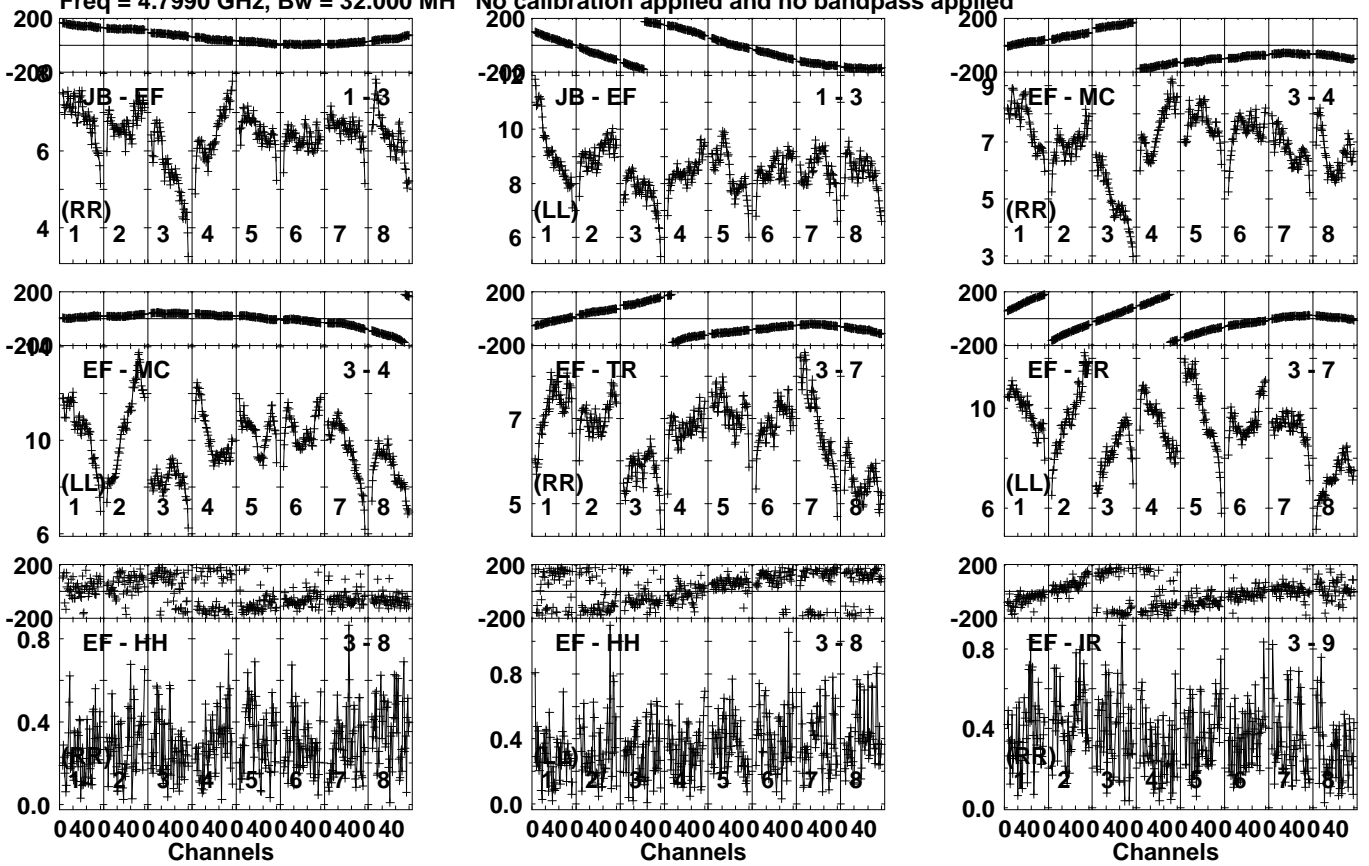 Freq = 4.7990 GHz, Bw = 32.000 MH No calibration applied and no bandpass applied
200 200 200
-200 -200 -200
8 12 9
JB - EF 1 - 3 JB - EF 1 - 3 EF - MC 3 - 4
6 10 7
8 5
4 6 3
(RR) (LL) (RR)
1 2 3 4 5 6 7 8 1 2 3 4 5 6 7 8 1 2 3 4 5 6 7 8
200 200 200
-200 -200 -200
14
EF - MC 3 - 4 EF - TR 3 - 7 EF - TR 3 - 7
10 7 10
(LL) (RR) (LL)
1 2 3 4 5 6 7 8 1 2 3 4 5 6 7 8 1 2 3 4 5 6 7 8
6 5 6
200 200 200
-200 -200 -200
EF - HH 3 - 8 EF - HH 3 - 8 EF - IR 3 - 9
0.8 0.8 0.8
0.4 0.4 0.4
(RR) (LL) (RR)
1 2 3 4 5 6 7 8 1 2 3 4 5 6 7 8 1 2 3 4 5 6 7 8
0.0 0.0 0.0
0 40 0 40 0 40 0 40 0 40 0 40 0 40 0 40 0 40 0 40 0 40 0 40 0 40 0 40 0 40 0 40 0 40 0 40 0 40 0 40 0 40 0 40 0 40 0 40
Channels Channels Channels